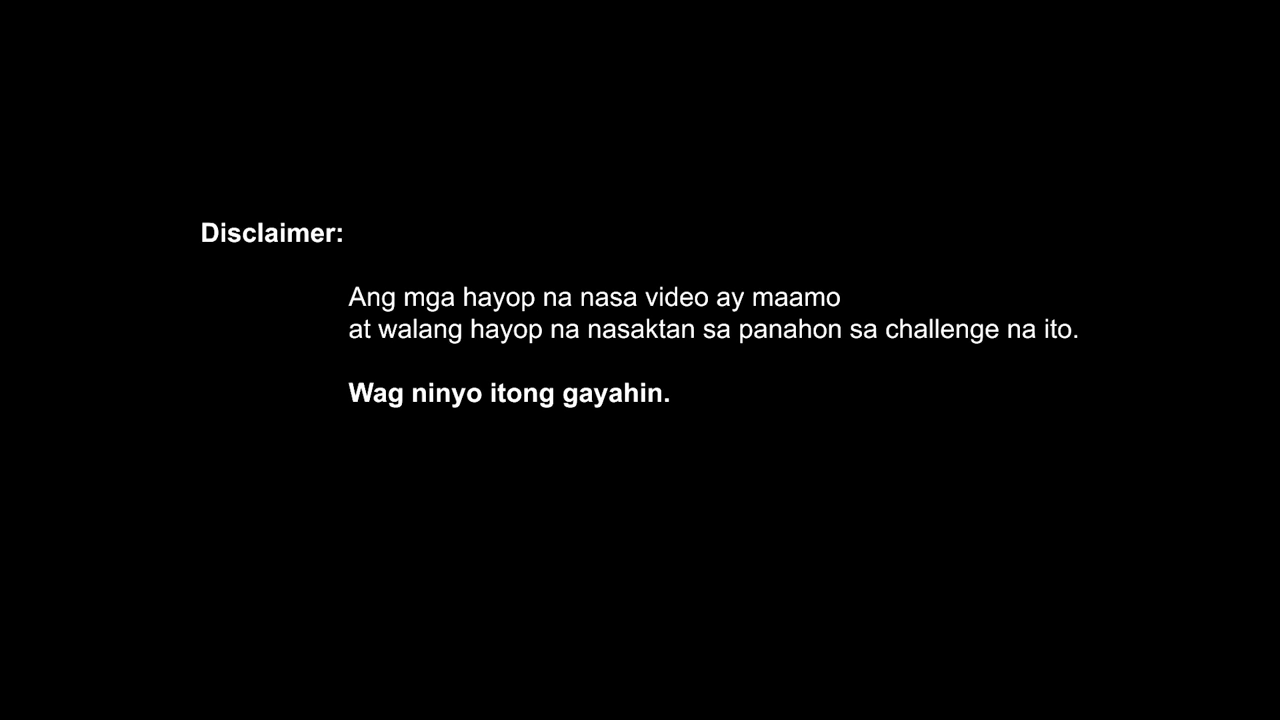 Disclaimer:
Ang mga hayop na nasa video ay maamo
at walang hayop na nasaktan sa panahon sa challenge na ito.
Wag ninyo itong gayahin.